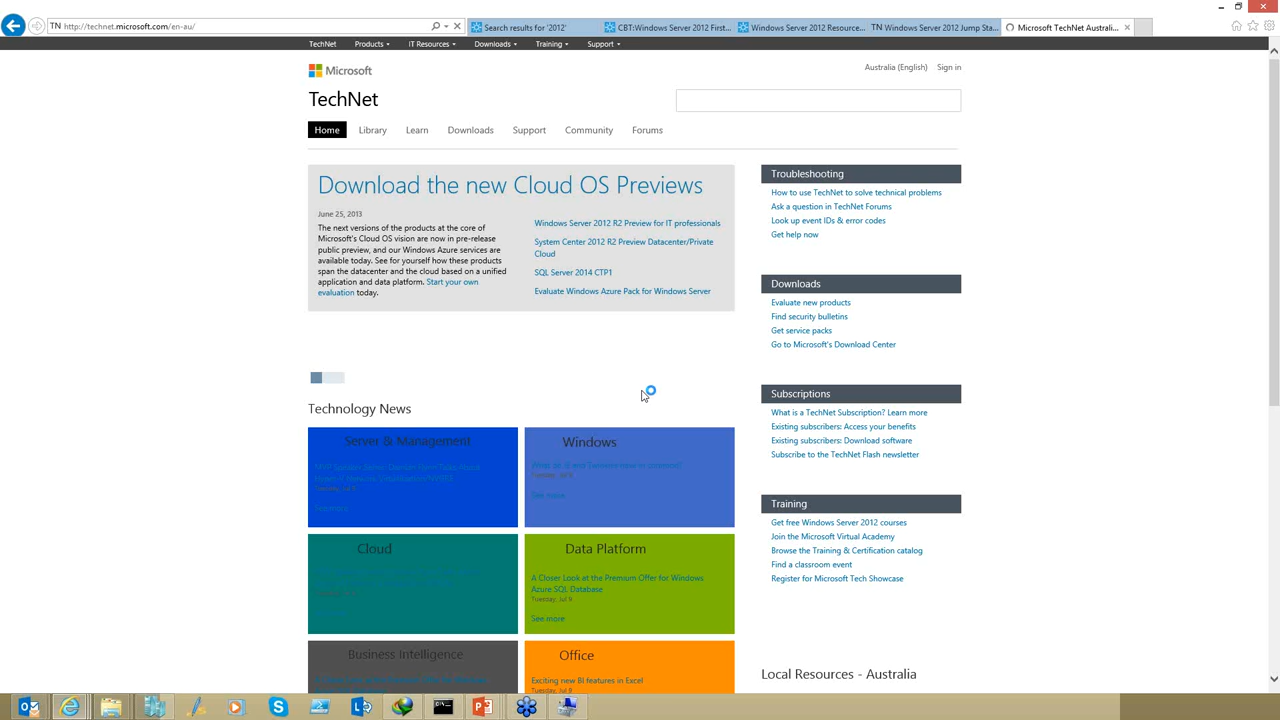 TN http://technet.microsoft.com/en-au/
Search results for '2012'
CBT:Windows Server 2012 First...
Windows Server 2012 Resource...
TN Windows Server 2012 Jump Sta...
Microsoft TechNet Australi...
TechNet Products IT Resources Downloads Training Support
Microsoft
Australia (English) Sign in
TechNet
Home Library Learn Downloads Support Community Forums
Download the new Cloud OS Previews
June 25, 2013
The next versions of the products at the core of
Microsoft's Cloud OS vision are now in pre-release
public preview, and our Windows Azure services are
available today. See for yourself how these products
span the datacenter and the cloud based on a unified
application and data platform. Start your own
evaluation today.
Windows Server 2012 R2 Preview for IT professionals
System Center 2012 R2 Preview Datacenter/Private
Cloud
SQL Server 2014 CTP1
Evaluate Windows Azure Pack for Windows Server
Troubleshooting
How to use TechNet to solve technical problems
Ask a question in TechNet Forums
Look up event IDs & error codes
Get help now
Downloads
Evaluate new products
Find security bulletins
Get service packs
Go to Microsoft's Download Center
Subscriptions
What is a TechNet Subscription? Learn more
Existing subscribers: Access your benefits
Existing subscribers: Download software
Subscribe to the TechNet Flash newsletter
Training
Get free Windows Server 2012 courses
Join the Microsoft Virtual Academy
Browse the Training & Certification catalog
Find a classroom event
Register for Microsoft Tech Showcase
Local Resources - Australia
Technology News
Server & Management
Windows
See more
Cloud
Data Platform
A Closer Look at the Premium Offer for Windows
Azure SQL Database
Tuesday, Jul 9
See more
Business Intelligence
Office
Exciting new BI features in Excel
Monday, Jul 8